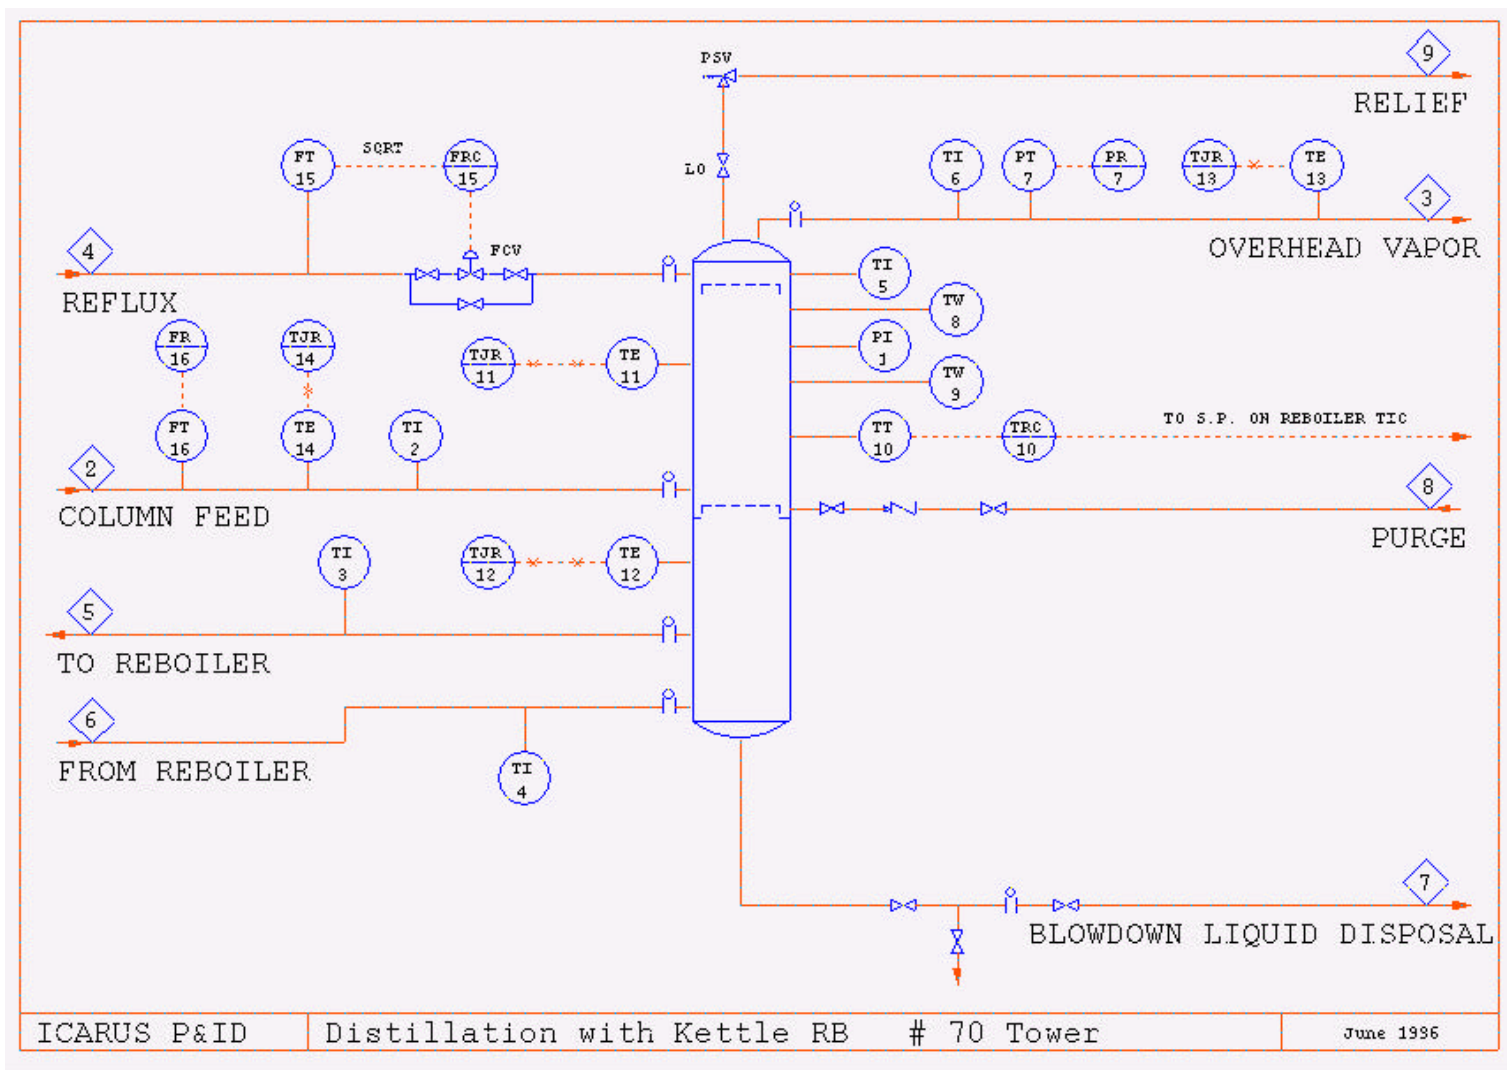 PSV
9
RELIEF
FT
15
SQRT
FRC
15
LO
TI
6
PT
7
PR
7
TJR
13
TE
13
3
OVERHEAD VAPOR
4
REFLUX
FCV
TI
5
TW
8
FR
16
TJR
14
TJR
11
TE
11
PI
1
TW
9
FT
16
TE
14
TI
2
TT
10
TRC
10
TO S.P. ON REBOILER TIC
2
COLUMN FEED
8
PURGE
TI
3
TJR
12
TE
12
5
TO REBOILER
6
FROM REBOILER
TI
4
7
BLOWDOWN LIQUID DISPOSAL
ICARUS P&ID
Distillation with Kettle RB # 70 Tower
June 1996